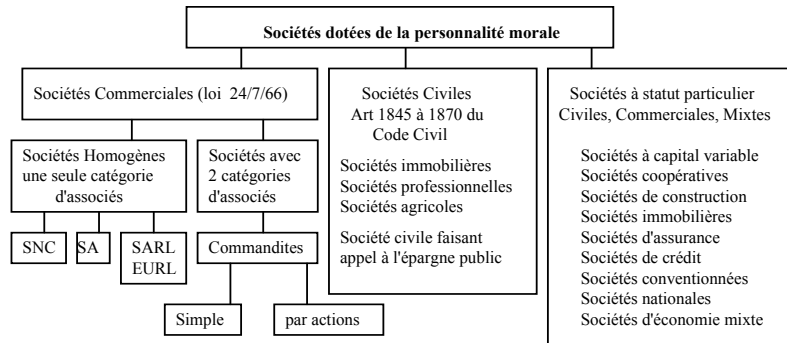 Sociétés dotées de la personnalité morale
Sociétés Commerciales (loi 24/7/66)
Sociétés Homogènes
une seule catégorie
d'associés
SNC
SA
SARL
EURL
Sociétés avec
2 catégories
d'associés
Commandites
Simple
par actions
Sociétés Civiles
Art 1845 à 1870 du
Code Civil
Sociétés immobilières
Sociétés professionnelles
Sociétés agricoles
Société civile faisant
appel à l'épargne public
Sociétés à statut particulier
Civiles, Commerciales, Mixtes
Sociétés à capital variable
Sociétés coopératives
Sociétés de construction
Sociétés immobilières
Sociétés d'assurance
Sociétés de crédit
Sociétés conventionnées
Sociétés nationales
Sociétés d'économie mixte